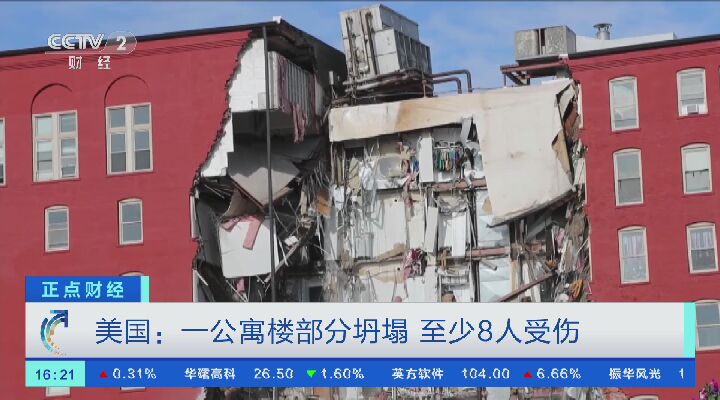 CCTV 2
财经
正点财经
美国：一公寓楼部分坍塌 至少8人受伤
16:21 ▲ 0.31% 华曙高科 26.50 ▼ 1.60% 英方软件 104.00 ▲ 6.66% 振华风光 1